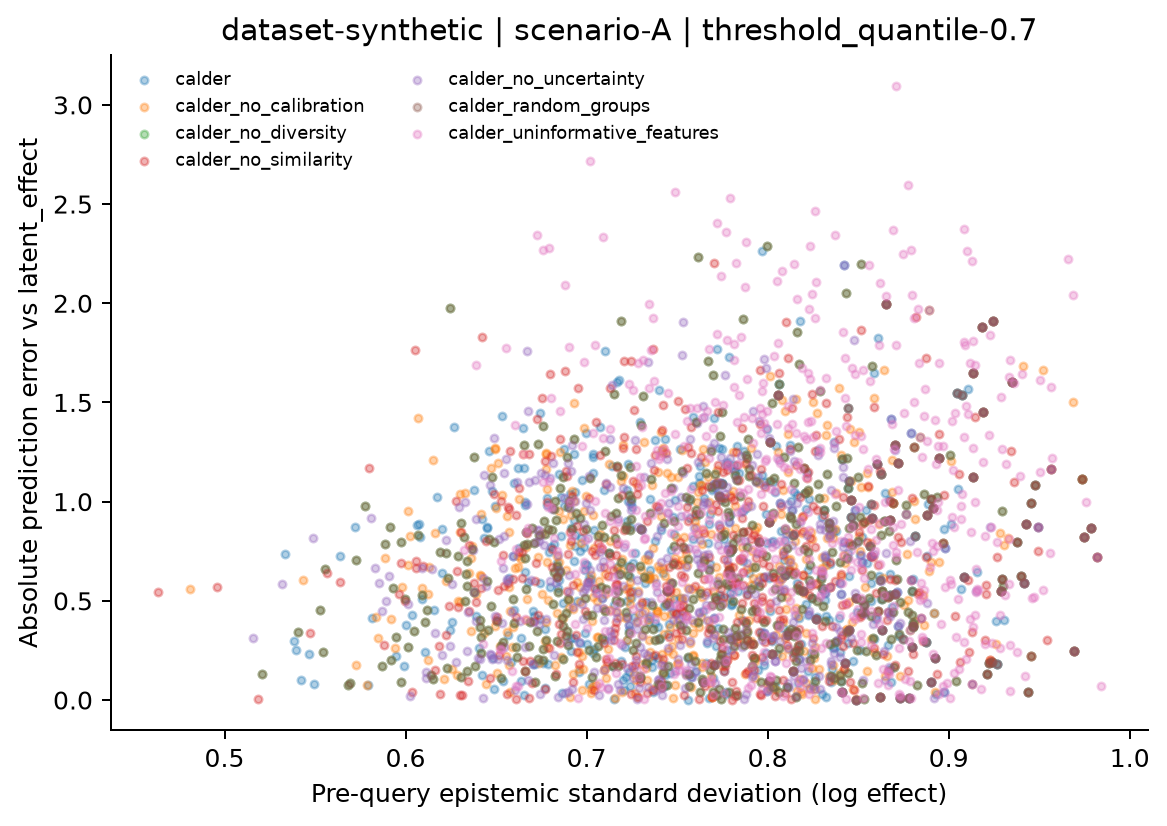 dataset-synthetic | scenario-A | threshold_quantile-0.7
calder
calder_no_calibration
calder_no_diversity
calder_no_similarity
calder_no_uncertainty
calder_random_groups
calder_uninformative_features
Absolute prediction error vs latent_effect
3.0
2.5
2.0
1.5
1.0
0.5
0.0
0.5 0.6 0.7 0.8 0.9 1.0
Pre-query epistemic standard deviation (log effect)